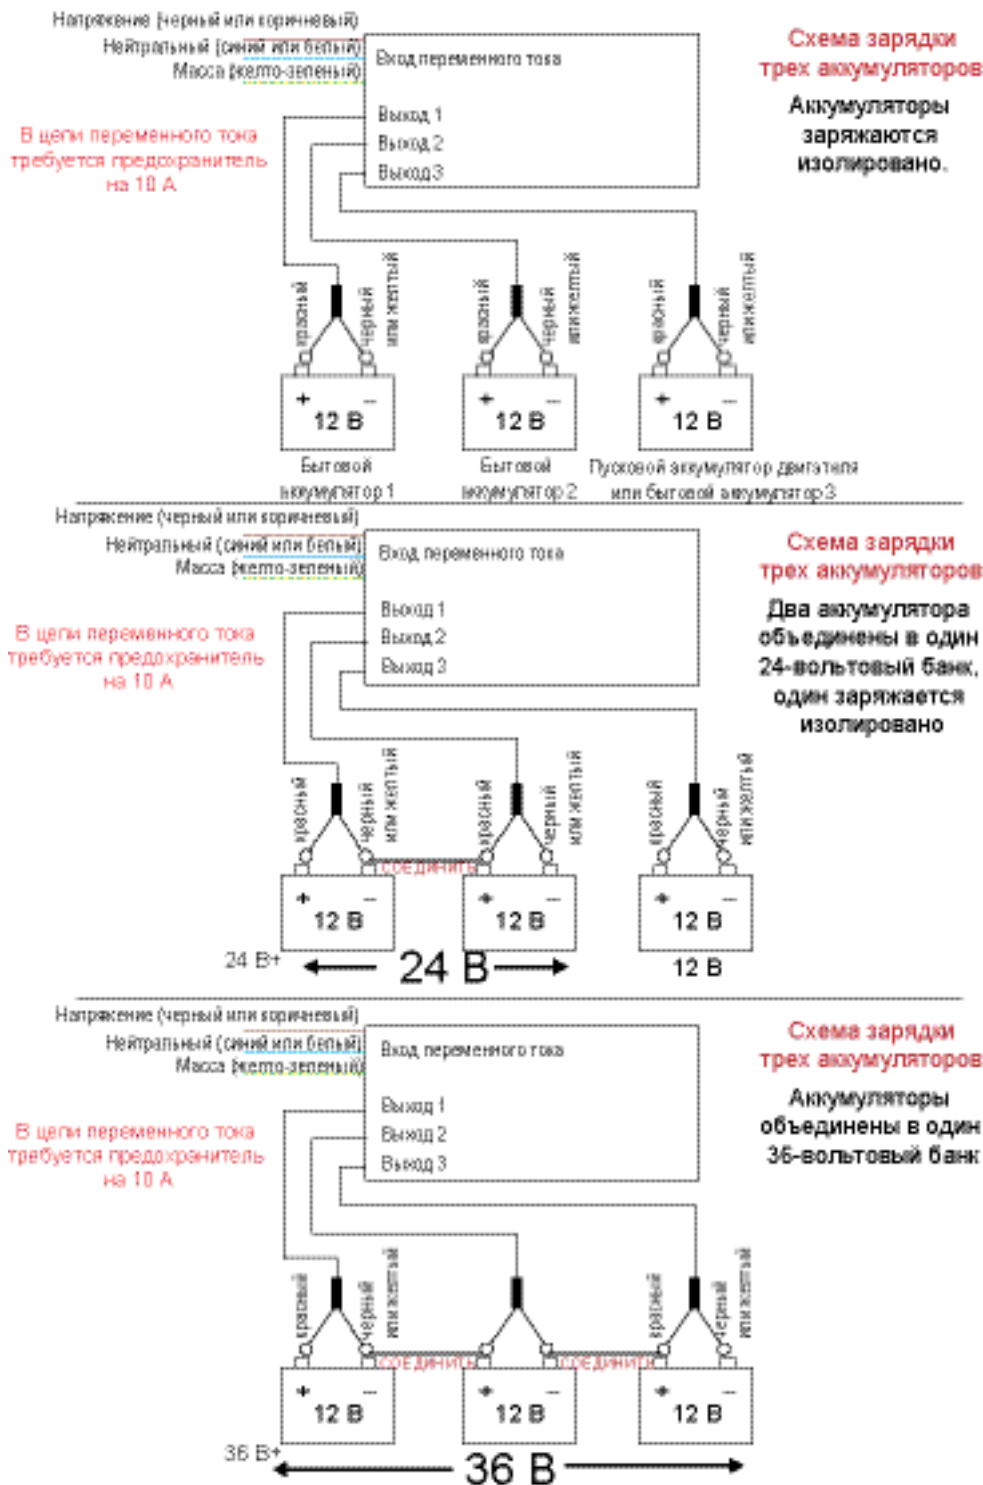 Напряжение (черный или коричневый)
Нейтральный (синий или белый)
Масса (желто-зеленый)
Вход переменного тока
Выход 1
Выход 2
Выход 3
В цепи переменного тока
требуется предохранитель
на 10 А
Схема зарядки
трех аккумуляторов
Аккумуляторы
заряжаются
изолировано.
красный
черный
или желтый
красный
черный
или желтый
красный
черный
или желтый
+ –
12 В
+ –
12 В
+ –
12 В
Бытовой
аккумулятор 1
Бытовой
аккумулятор 2
Пусковой аккумулятор двигателя
или бытовой аккумулятор 3
Напряжение (черный или коричневый)
Нейтральный (синий или белый)
Масса (желто-зеленый)
Вход переменного тока
Выход 1
Выход 2
Выход 3
В цепи переменного тока
требуется предохранитель
на 10 А
Схема зарядки
трех аккумуляторов
Два аккумулятора
объединены в один
24-вольтовый банк,
один заряжается
изолировано
красный
черный
или желтый
красный
черный
или желтый
красный
черный
или желтый
СОЕДИНИТЬ
+ –
12 В
+ –
12 В
+ –
12 В
24 В+
24 В
12 В
Напряжение (черный или коричневый)
Нейтральный (синий или белый)
Масса (желто-зеленый)
Вход переменного тока
Выход 1
Выход 2
Выход 3
В цепи переменного тока
требуется предохранитель
на 10 А
Схема зарядки
трех аккумуляторов
Аккумуляторы
объединены в один
36-вольтовый банк
красный
черный
или желтый
красный
черный
или желтый
СОЕДИНИТЬ
СОЕДИНИТЬ
+ –
12 В
+ –
12 В
+ –
12 В
36 В+
36 В